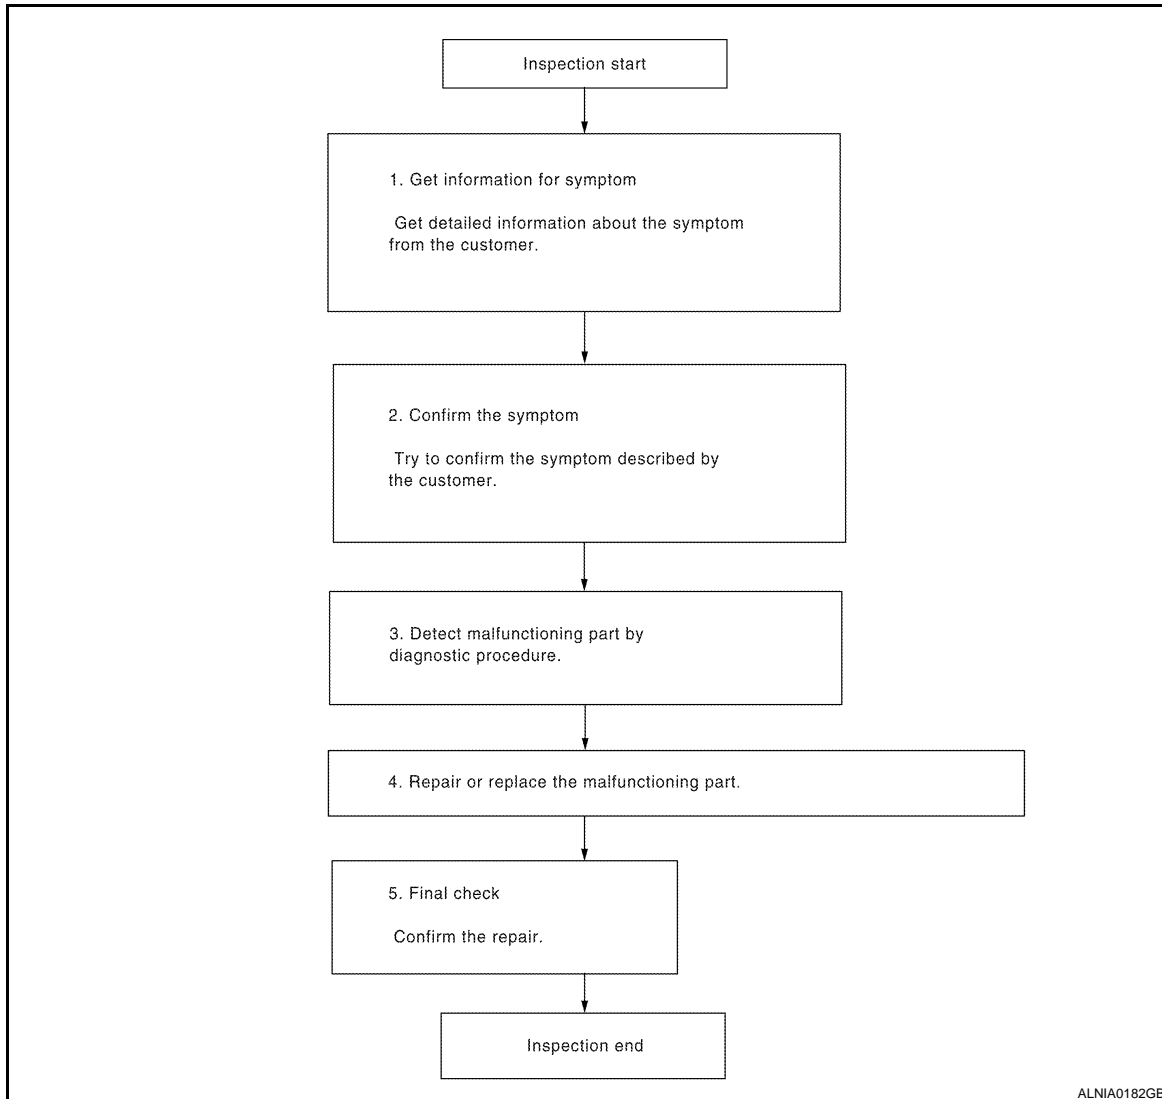 Inspection start
1. Get information for symptom
Get detailed information about the symptom
from the customer.
2. Confirm the symptom
Try to confirm the symptom described by
the customer.
3. Detect malfunctioning part by
diagnostic procedure.
4. Repair or replace the malfunctioning part.
5. Final check
Confirm the repair.
Inspection end
ALNIA0182GB